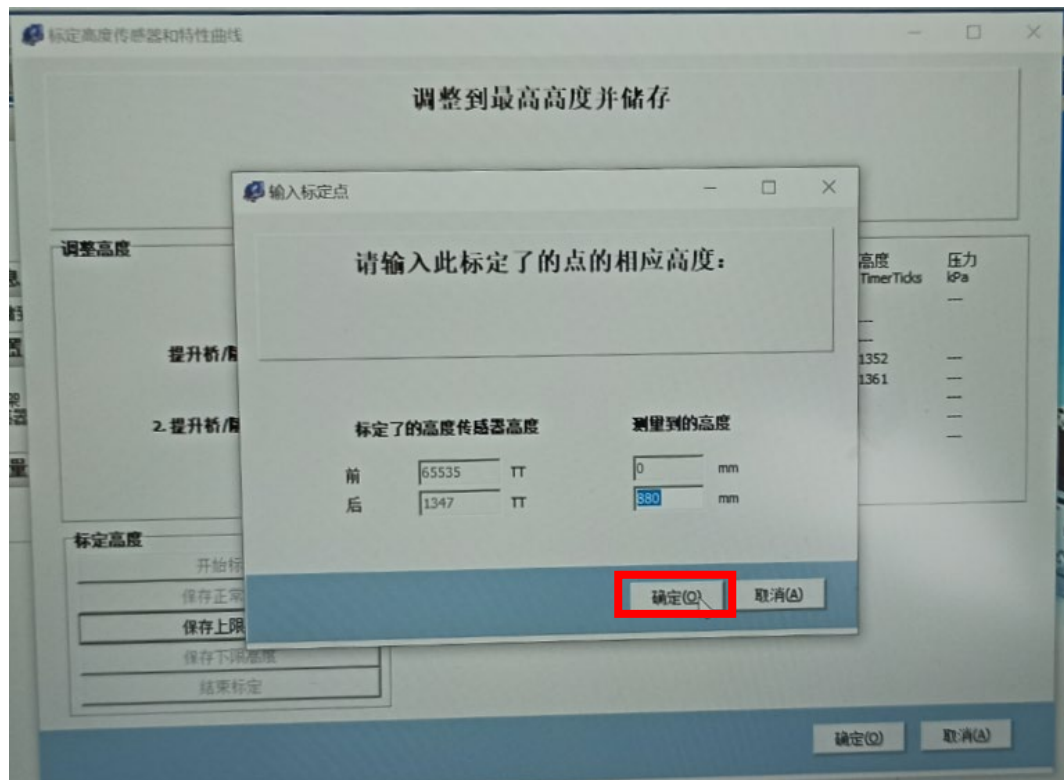 标定高度传感器和特性曲线
调整到最高高度并储存
输入标定点
请输入此标定了的点的相应高度：
调整高度
高度 压力
TimerTicks kPa
---
---
---
提升桥/
1352 ---
1361 ---
---
2.提升桥/
---
---
标定了的高度传感器高度 测量到的高度
前 65535 TT 0 mm
后 1347 TT 880 mm
标定高度
开始标
保存正常
保存上限
保存下限高度
结束标定
确定(O) 取消(A)
确定(O) 取消(A)